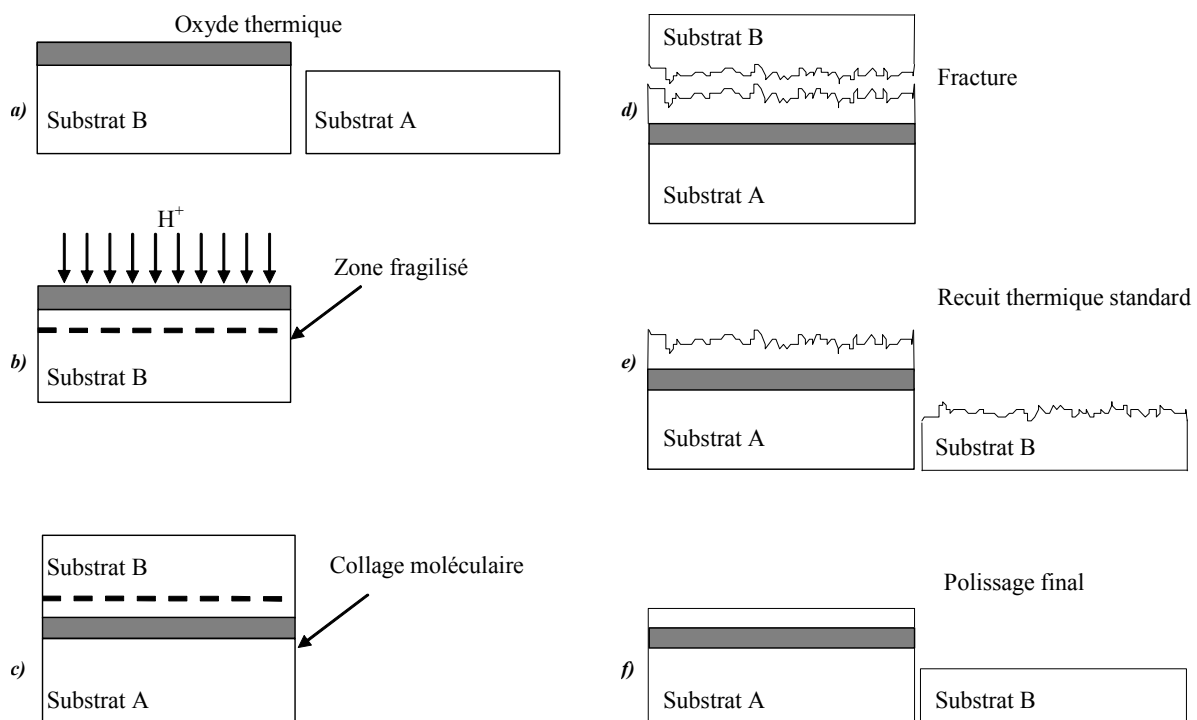 Oxyde thermique
a)
Substrat B
Substrat A
H+
Zone fragilisé
b)
Substrat B
Substrat B
Collage moléculaire
c)
Substrat A
Substrat B
Fracture
d)
Substrat A
Recuit thermique standard
e)
Substrat A
Substrat B
Polissage final
f)
Substrat A
Substrat B